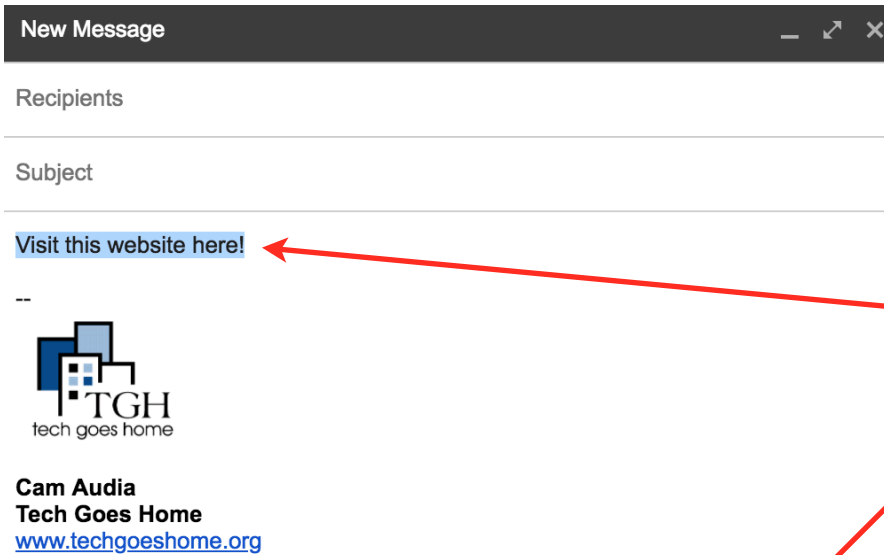 New Message
Recipients
Subject
Visit this website here!
--
TGH
tech goes home
Cam Audia
Tech Goes Home
www.techgoeshome.org